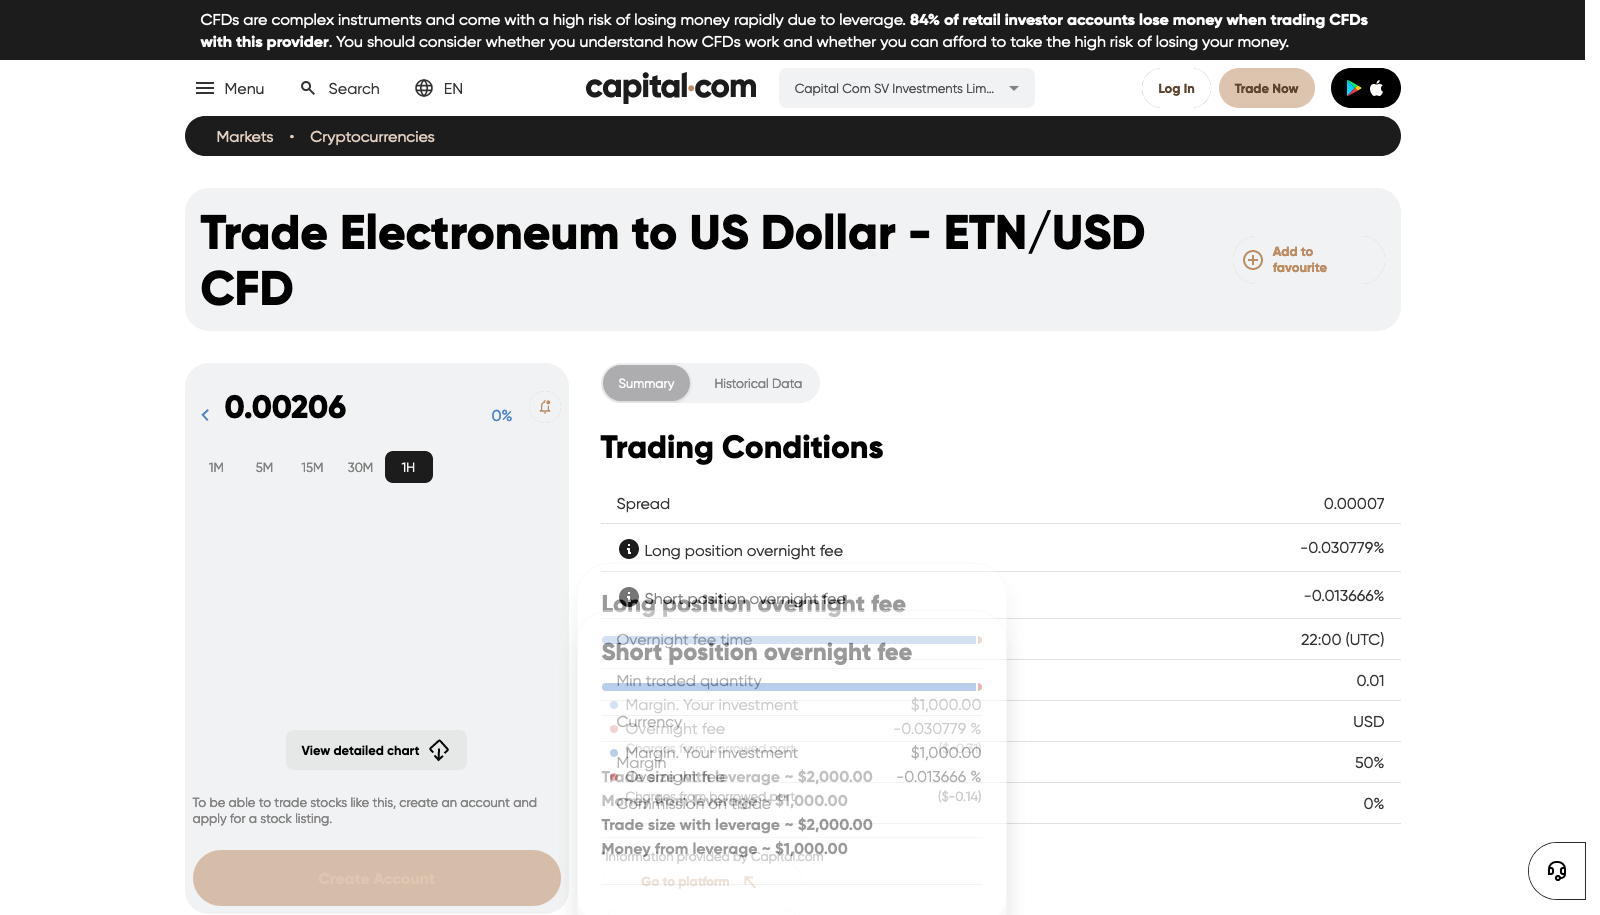 CFDs are complex instruments and come with a high risk of losing money rapidly due to leverage. 84% of retail investor accounts lose money when trading CFDs
with this provider. You should consider whether you understand how CFDs work and whether you can afford to take the high risk of losing your money.
Menu
Search
EN
capital.com
Capital Com SV Investments Lim...
Log In
Trade Now
Markets • Cryptocurrencies
Trade Electroneum to US Dollar - ETN/USD
CFD
Add to
favourite
0.00206
0%
1M 5M 15M 30M 1H
View detailed chart
To be able to trade stocks like this, create an account and
apply for a stock listing.
Create Account
Summary
Historical Data
Trading Conditions
Spread 0.00007
Long position overnight fee -0.030779%
Short position overnight fee -0.013666%
Overnight fee time 22:00 (UTC)
Min traded quantity 0.01
Currency USD
Margin 50%
Commission on trade 0%
Information provided by Capital.com
Long position overnight fee
Margin. Your investment $1,000.00
Overnight fee -0.030779 %
Charges from borrowed part
Trade size with leverage ~ $2,000.00
Money from leverage ~ $1,000.00
Go to platform
Short position overnight fee
Margin. Your investment $1,000.00
Overnight fee -0.013666 %
Charges from borrowed part ($-0.14)
Trade size with leverage ~ $2,000.00
Money from leverage ~ $1,000.00